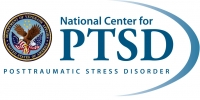 National Center for
PTSD
POSTTRAUMATIC STRESS DISORDER